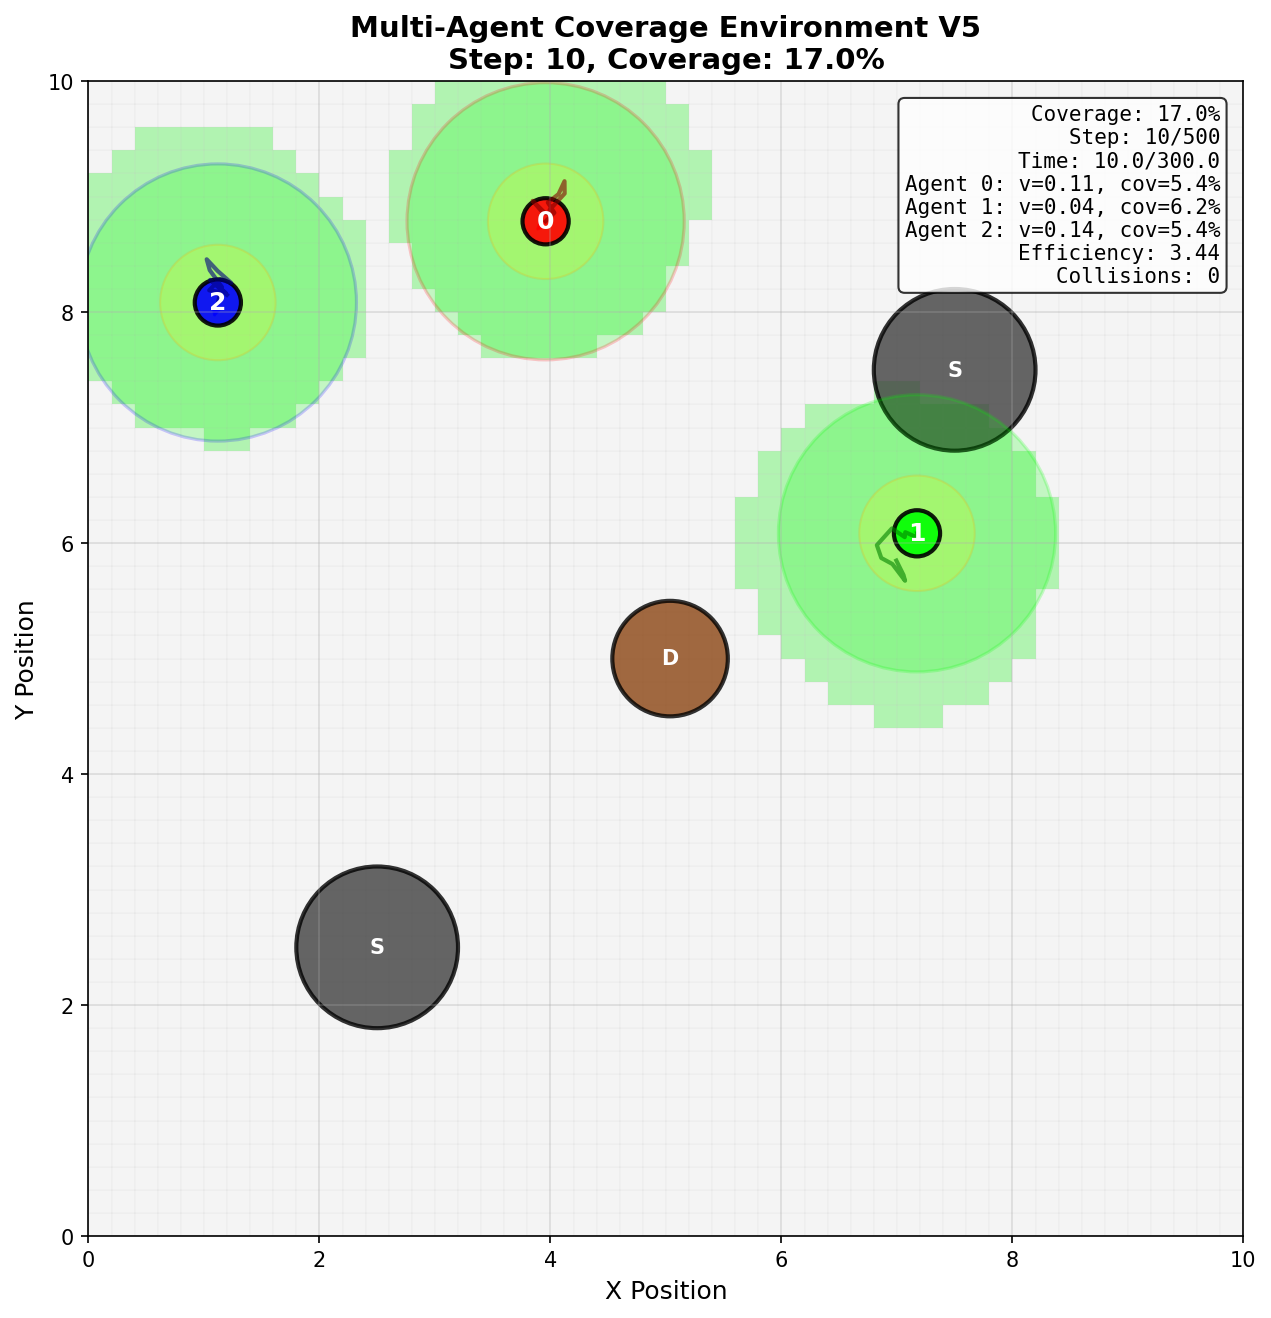 Multi-Agent Coverage Environment V5
Step: 10, Coverage: 17.0%
Coverage: 17.0%
Step: 10/500
Time: 10.0/300.0
Agent 0: v=0.11, cov=5.4%
Agent 1: v=0.04, cov=6.2%
Agent 2: v=0.14, cov=5.4%
Efficiency: 3.44
Collisions: 0
0
2
S
1
D
S
Y Position
10
8
6
4
2
0
0 2 4 6 8 10
X Position